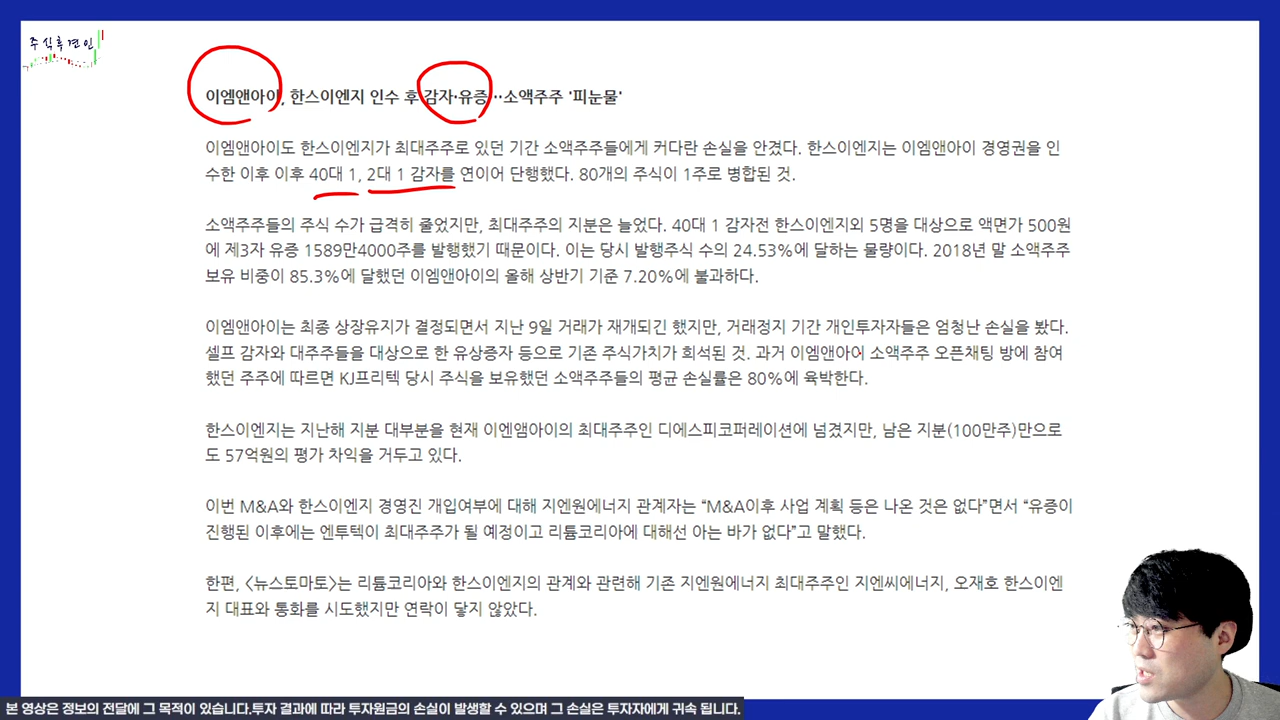 주식후견인
이엠앤아이, 한스이엔지 인수 후 감자·유증…소액주주 '피눈물'
이엠앤아이도 한스이엔지가 최대주주로 있던 기간 소액주주들에게 커다란 손실을 안겼다. 한스이엔지는 이엠앤아이 경영권을 인
수한 이후 이후 40대 1, 2대 1 감자를 연이어 단행했다. 80개의 주식이 1주로 병합된 것.
소액주주들의 주식 수가 급격히 줄었지만, 최대주주의 지분은 늘었다. 40대 1 감자전 한스이엔지외 5명을 대상으로 액면가 500원
에 제3자 유증 1589만4000주를 발행했기 때문이다. 이는 당시 발행주식 수의 24.53%에 달하는 물량이다. 2018년 말 소액주주
보유 비중이 85.3%에 달했던 이엠앤아이의 올해 상반기 기준 7.20%에 불과하다.
이엠앤아이는 최종 상장유지가 결정되면서 지난 9일 거래가 재개되긴 했지만, 거래정지 기간 개인투자자들은 엄청난 손실을 봤다.
셀프 감자와 대주주들을 대상으로 한 유상증자 등으로 기존 주식가치가 희석된 것. 과거 이엠앤아이 소액주주 오픈채팅 방에 참여
했던 주주에 따르면 KJ프리텍 당시 주식을 보유했던 소액주주들의 평균 손실률은 80%에 육박한다.
한스이엔지는 지난해 지분 대부분을 현재 이엔앰아이의 최대주주인 디에스피코퍼레이션에 넘겼지만, 남은 지분(100만주)만으로
도 57억원의 평가 차익을 거두고 있다.
이번 M&A와 한스이엔지 경영진 개입여부에 대해 지엔원에너지 관계자는 “M&A이후 사업 계획 등은 나온 것은 없다”면서 “유증이
진행된 이후에는 엔투텍이 최대주주가 될 예정이고 리튬코리아에 대해선 아는 바가 없다”고 말했다.
한편, <뉴스토마토>는 리튬코리아와 한스이엔지의 관계와 관련해 기존 지엔원에너지 최대주주인 지엔씨에너지, 오재호 한스이엔
지 대표와 통화를 시도했지만 연락이 닿지 않았다.
본 영상은 정보의 전달에 그 목적이 있습니다.투자 결과에 따라 투자원금의 손실이 발생할 수 있으며 그 손실은 투자자에게 귀속 됩니다.